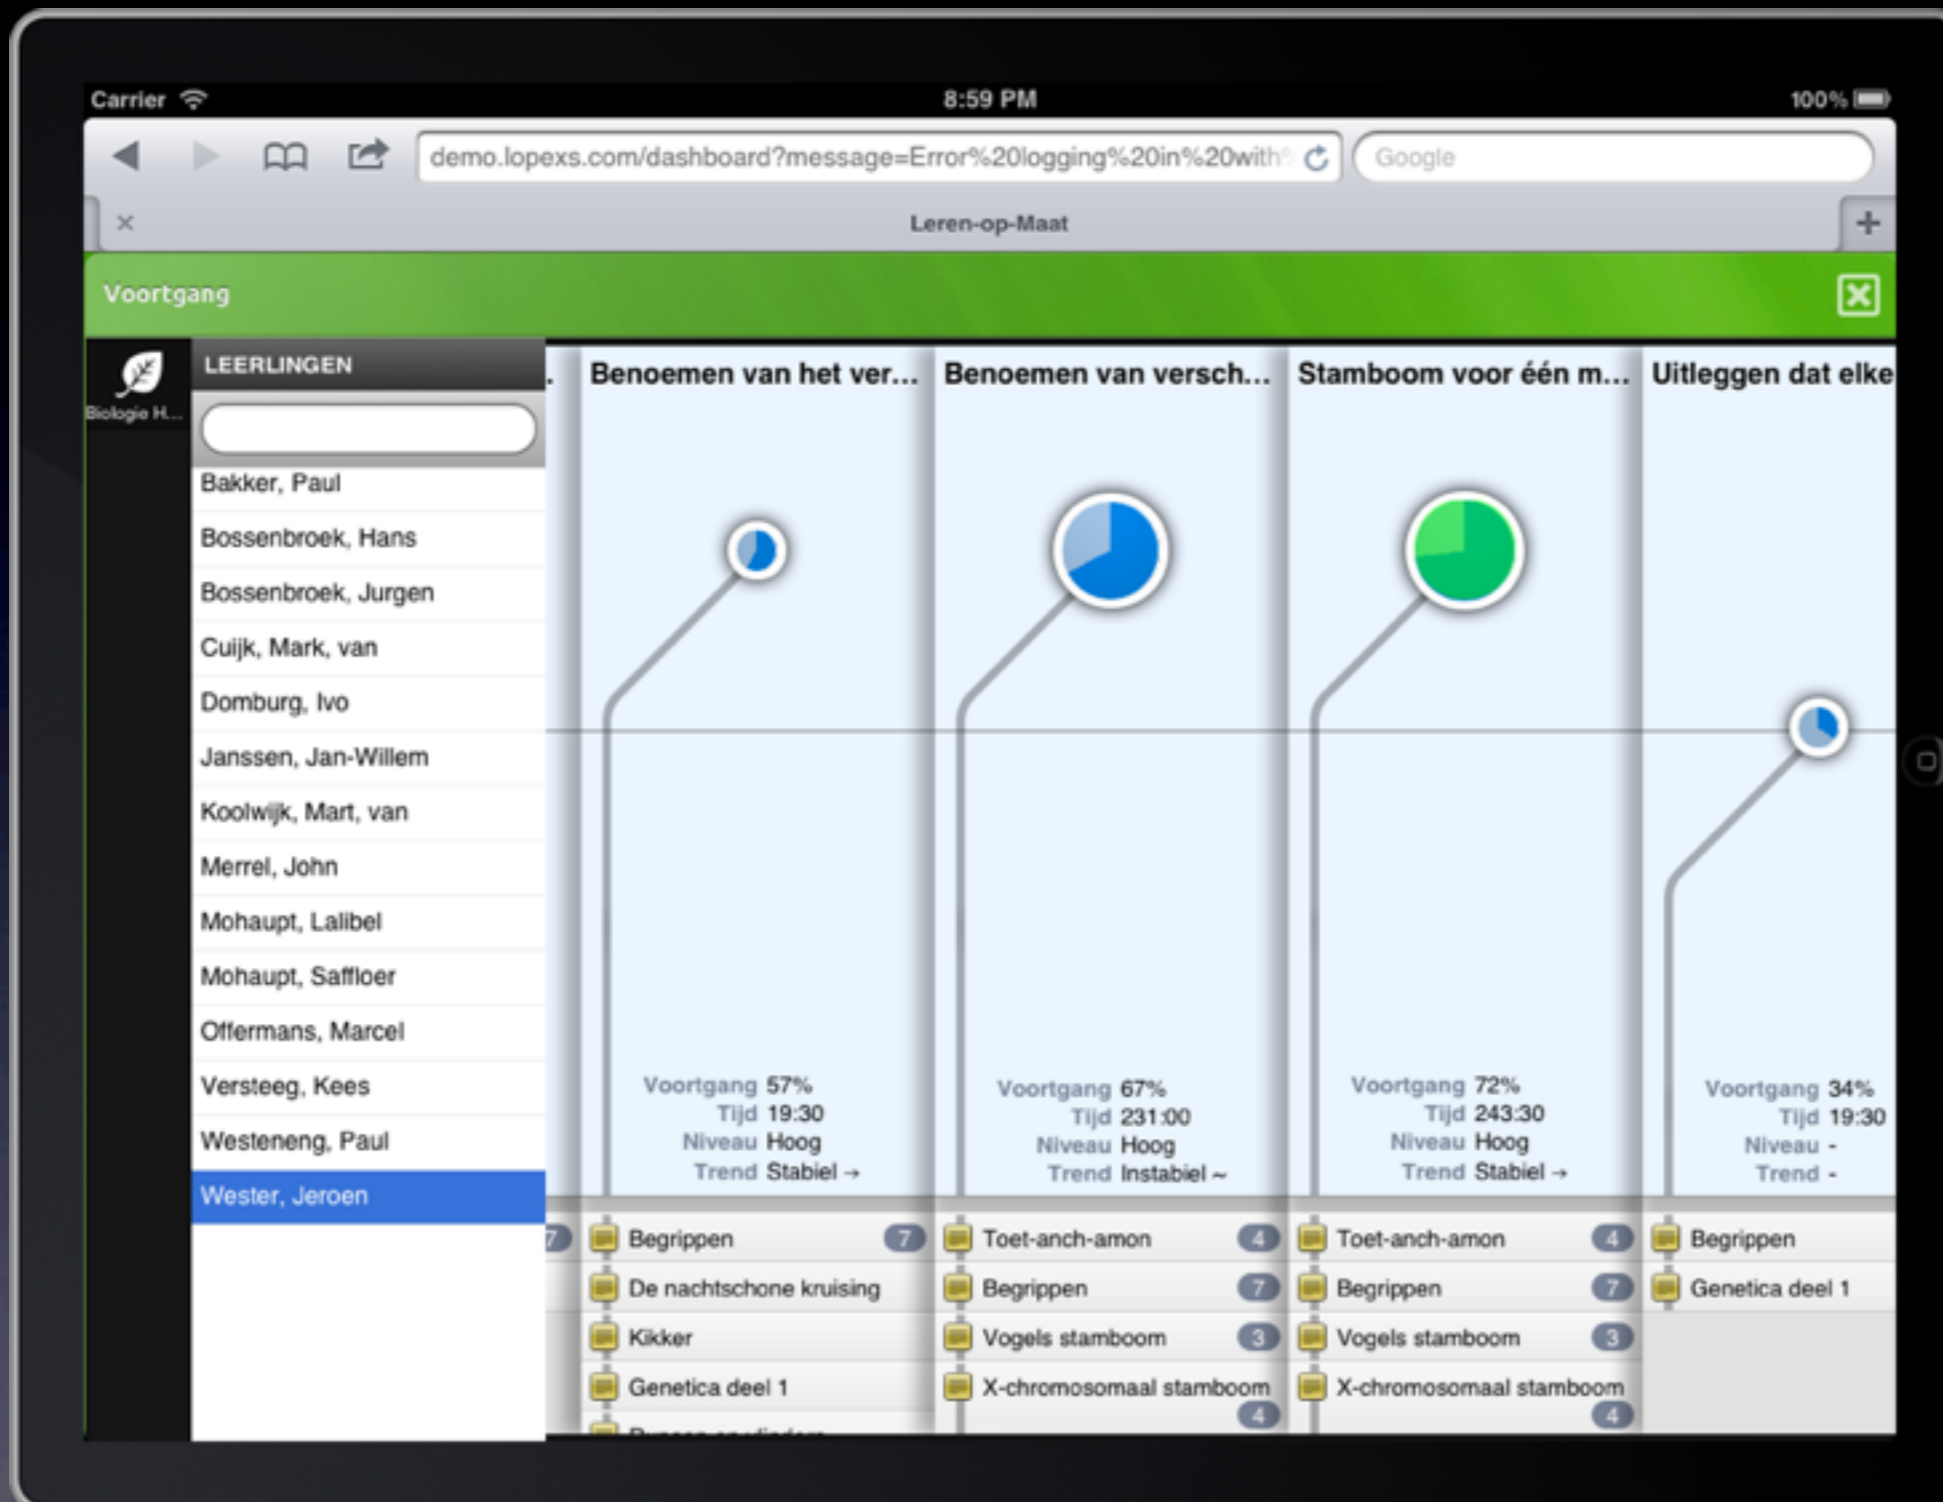 Carrier
8:59 PM
100%
demo.lopexs.com/dashboard?message=Error%20logging%20in%20with%
Google
Leren-op-Maat
Voortgang
Biologie H...
LEERLINGEN
Bakker, Paul
Bossenbroek, Hans
Bossenbroek, Jurgen
Cuijk, Mark, van
Domburg, Ivo
Janssen, Jan-Willem
Koolwijk, Mart, van
Merrel, John
Mohaupt, Lalibel
Mohaupt, Saffloer
Offermans, Marcel
Versteeg, Kees
Westeneng, Paul
Wester, Jeroen
.
7
Benoemen van het ver...
Voortgang 57%
Tijd 19:30
Niveau Hoog
Trend Stabiel →
Begrippen 7
De nachtschone kruising
Kikker
Genetica deel 1
Benoemen van versch...
Voortgang 67%
Tijd 231:00
Niveau Hoog
Trend Instabiel ~
Toet-anch-amon 4
Begrippen 7
Vogels stamboom 3
X-chromosomaal stamboom
4
Stamboom voor één m...
Voortgang 72%
Tijd 243:30
Niveau Hoog
Trend Stabiel →
Toet-anch-amon 4
Begrippen 7
Vogels stamboom 3
X-chromosomaal stamboom
4
Uitleggen dat elke
Voortgang 34%
Tijd 19:30
Niveau -
Trend -
Begrippen
Genetica deel 1